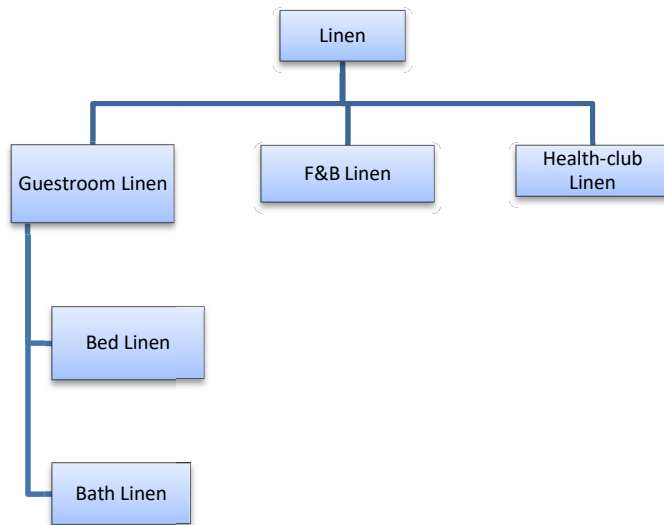 Linen
Guestroom Linen
F&B Linen
Health-club
Linen
Bed Linen
Bath Linen